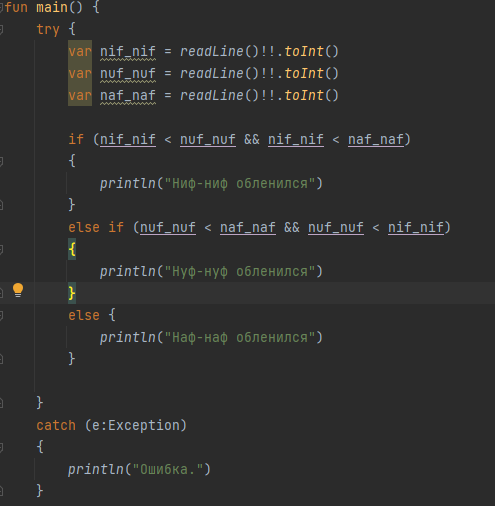 fun main() {
    try {
        var nif_nif = readLine()!!.toInt()
        var nuf_nuf = readLine()!!.toInt()
        var naf_naf = readLine()!!.toInt()

        if (nif_nif < nuf_nuf && nif_nif < naf_naf)
        {
            println("Ниф-ниф обленился")
        }
        else if (nuf_nuf < naf_naf && nuf_nuf < nif_nif)
        {
            println("Нуф-нуф обленился")
        }
        else {
            println("Наф-наф обленился")
        }

    }
    catch (e:Exception)
    {
        println("Ошибка.")
    }